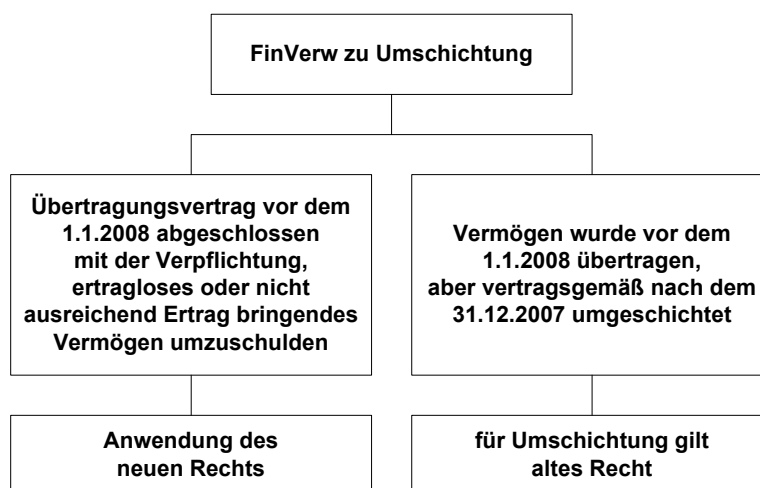 FinVerw zu Umschichtung
Übertragungsvertrag vor dem
1.1.2008 abgeschlossen
mit der Verpflichtung,
ertragloses oder nicht
ausreichend Ertrag bringendes
Vermögen umzuschulden
Vermögen wurde vor dem
1.1.2008 übertragen,
aber vertragsgemäß nach dem
31.12.2007 umgeschichtet
Anwendung des
neuen Rechts
für Umschichtung gilt
altes Recht